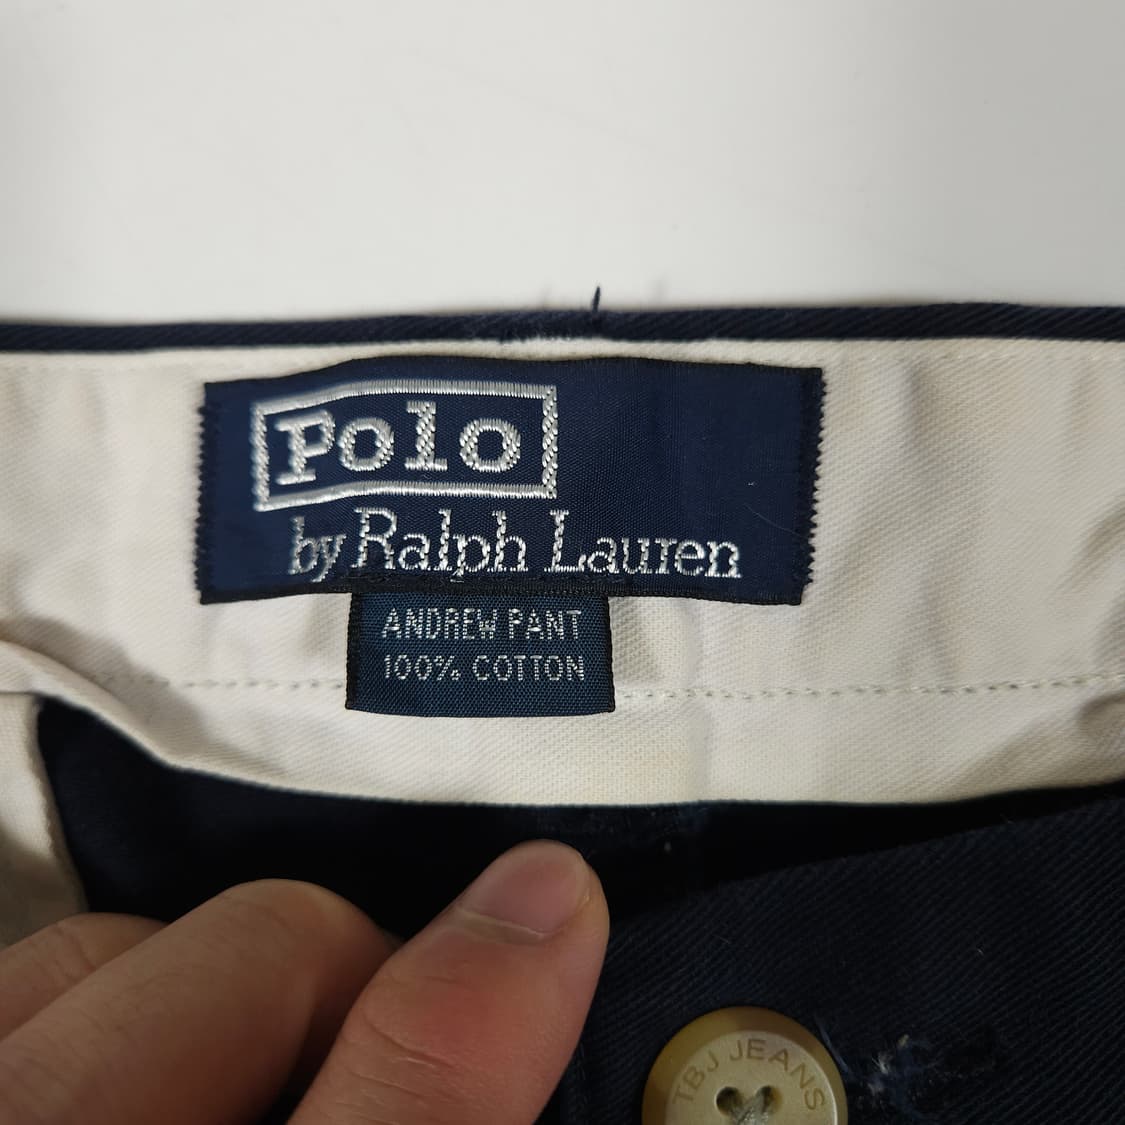 Polo
by Ralph Lauren
ANDREW PANT
100% COTTON
TBJ JEANS